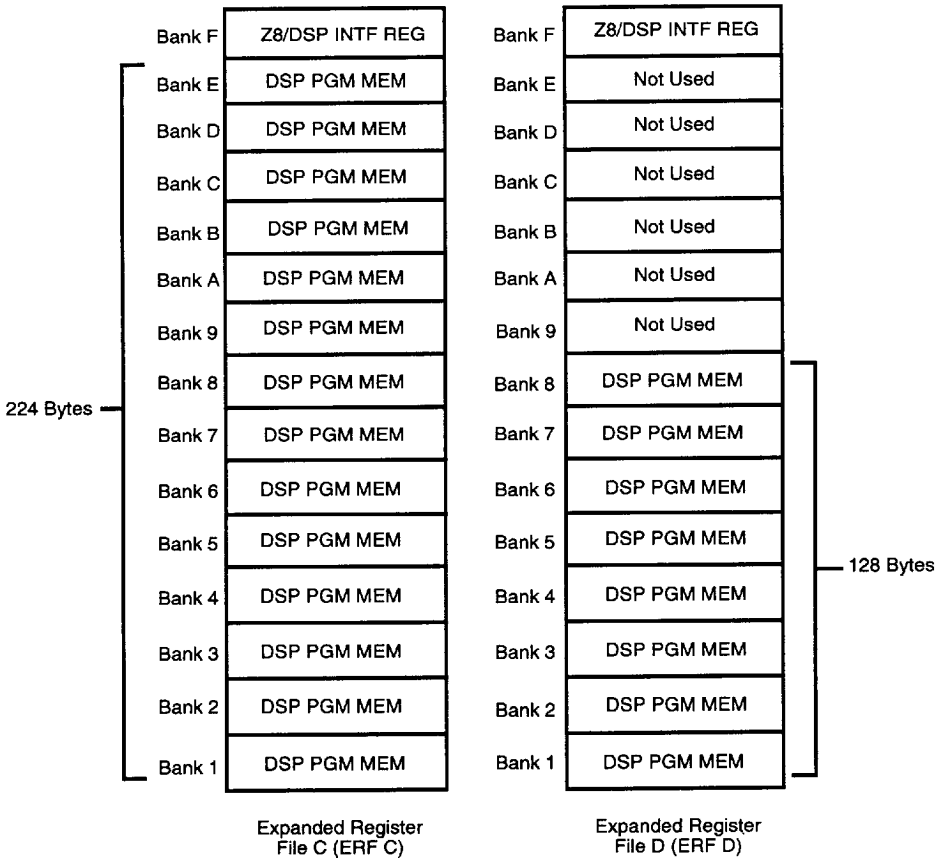 Bank F Z8/DSP INTF REG
Bank E DSP PGM MEM
Bank D DSP PGM MEM
Bank C DSP PGM MEM
Bank B DSP PGM MEM
Bank A DSP PGM MEM
Bank 9 DSP PGM MEM
Bank 8 DSP PGM MEM
224 Bytes
Bank 7 DSP PGM MEM
Bank 6 DSP PGM MEM
Bank 5 DSP PGM MEM
Bank 4 DSP PGM MEM
Bank 3 DSP PGM MEM
Bank 2 DSP PGM MEM
Bank 1 DSP PGM MEM
Expanded Register
File C (ERF C)
Bank F Z8/DSP INTF REG
Bank E Not Used
Bank D Not Used
Bank C Not Used
Bank B Not Used
Bank A Not Used
Bank 9 Not Used
Bank 8 DSP PGM MEM
Bank 7 DSP PGM MEM
Bank 6 DSP PGM MEM
Bank 5 DSP PGM MEM
128 Bytes
Bank 4 DSP PGM MEM
Bank 3 DSP PGM MEM
Bank 2 DSP PGM MEM
Bank 1 DSP PGM MEM
Expanded Register
File D (ERF D)